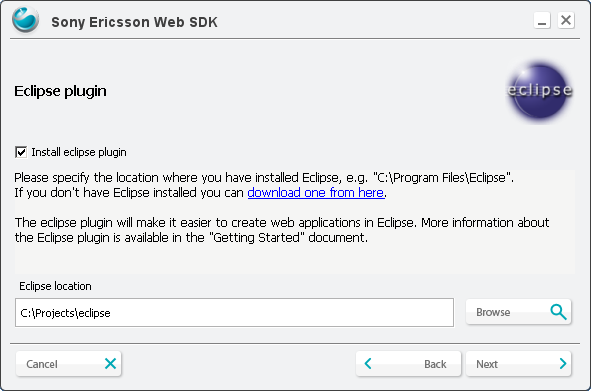 Sony Ericsson Web SDK
Eclipse plugin
eclipse
Install eclipse plugin
Please specify the location where you have installed Eclipse, e.g. "C:\Program Files\Eclipse".
If you don't have Eclipse installed you can download one from here.
The eclipse plugin will make it easier to create web applications in Eclipse. More information about
the Eclipse plugin is available in the "Getting Started" document.
Eclipse location
C:\Projects\eclipse
Browse
Cancel
Back
Next